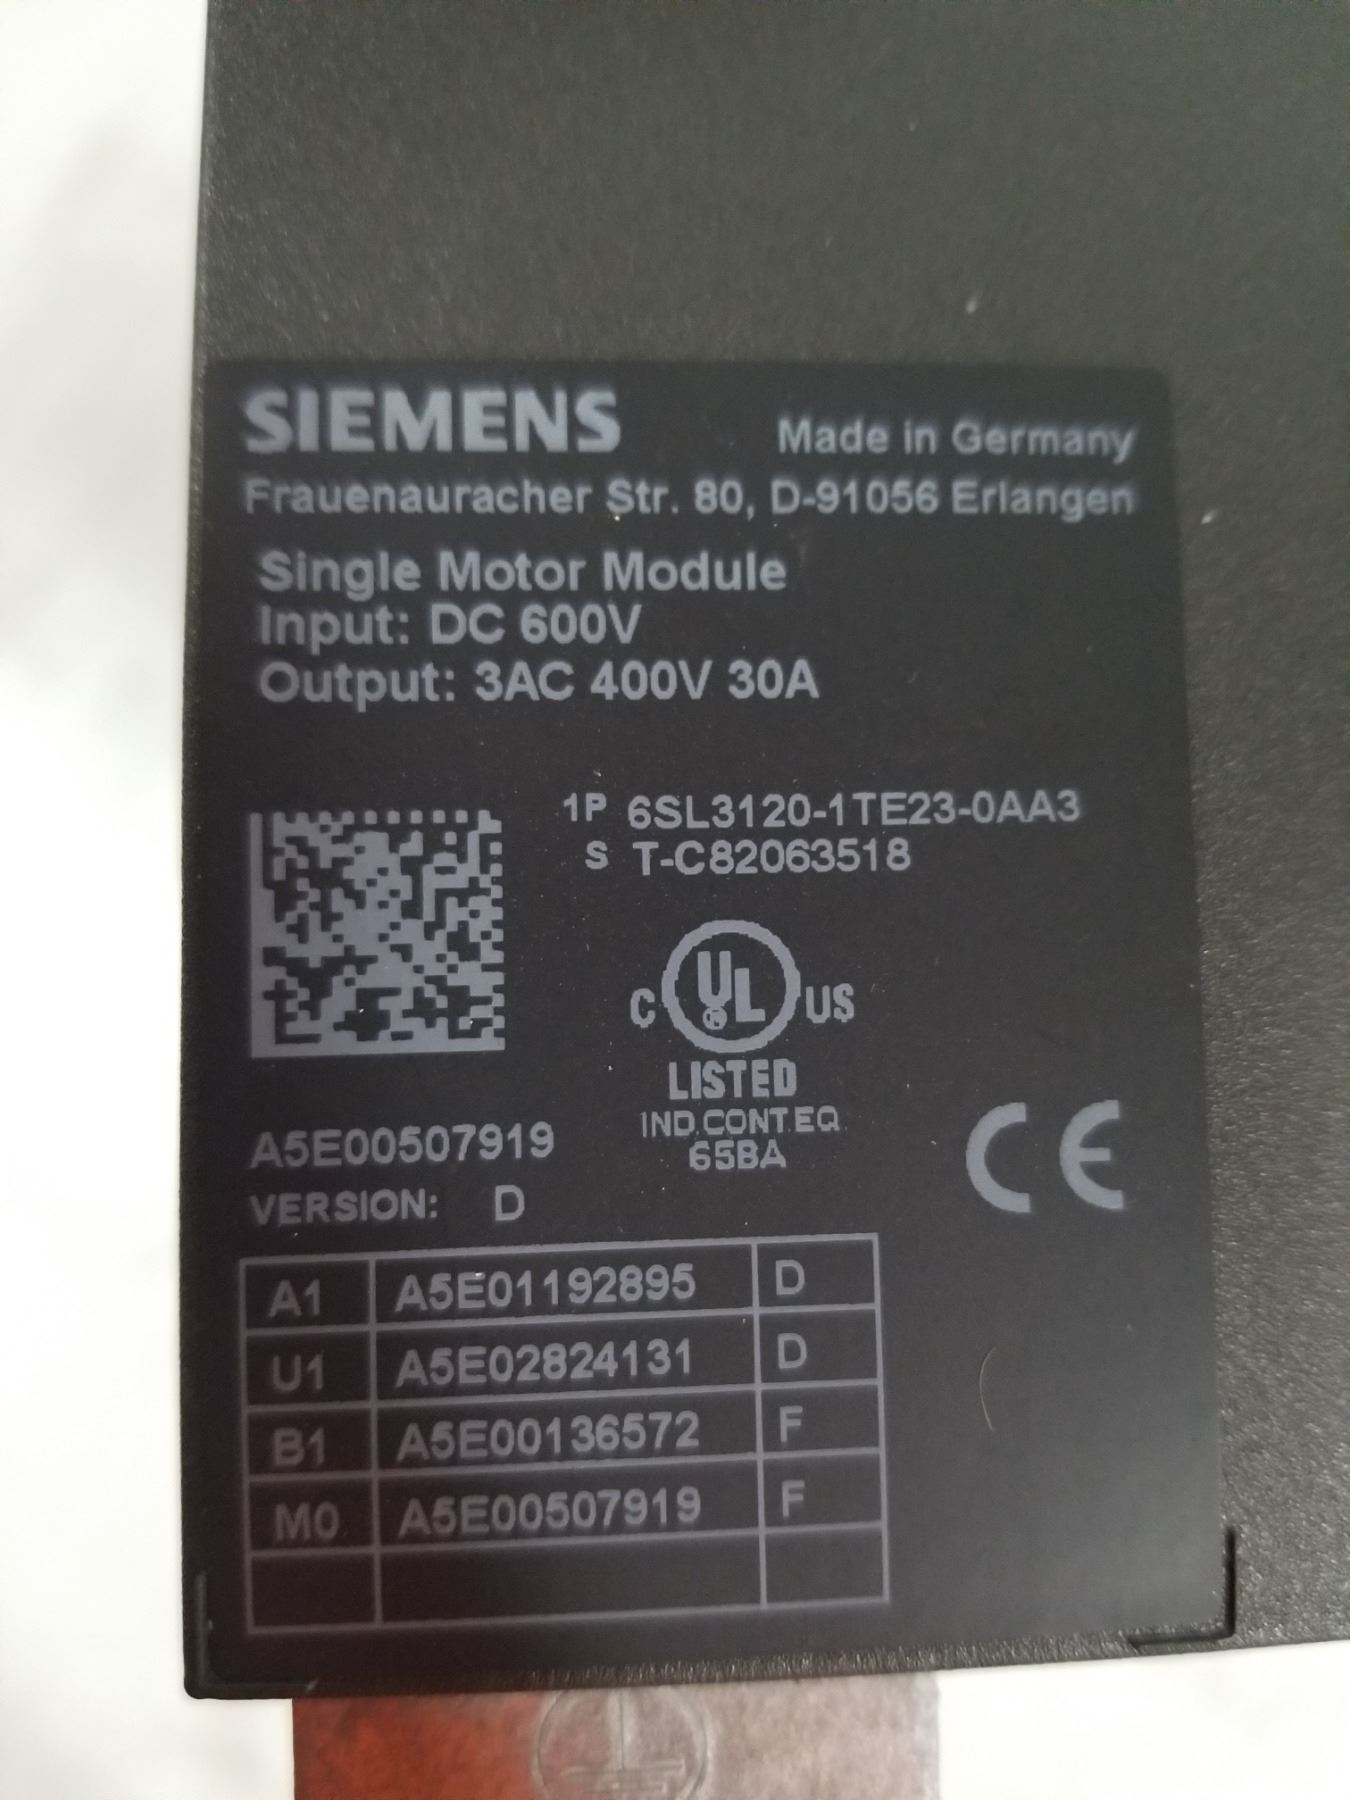 SIEMENS Made in Germany
Frauenauracher Str. 80, D-91056 Erlangen
Single Motor Module
Input: DC 600V
Output: 3AC 400V 30A
1P 6SL3120-1TE23-0AA3
S T-C82063518
C UL US
LISTED
IND.CONT.EQ.
65BA
CE
A5E00507919
VERSION: D
A1 A5E01192895 D
U1 A5E02824131 D
B1 A5E00136572 F
M0 A5E00507919 F